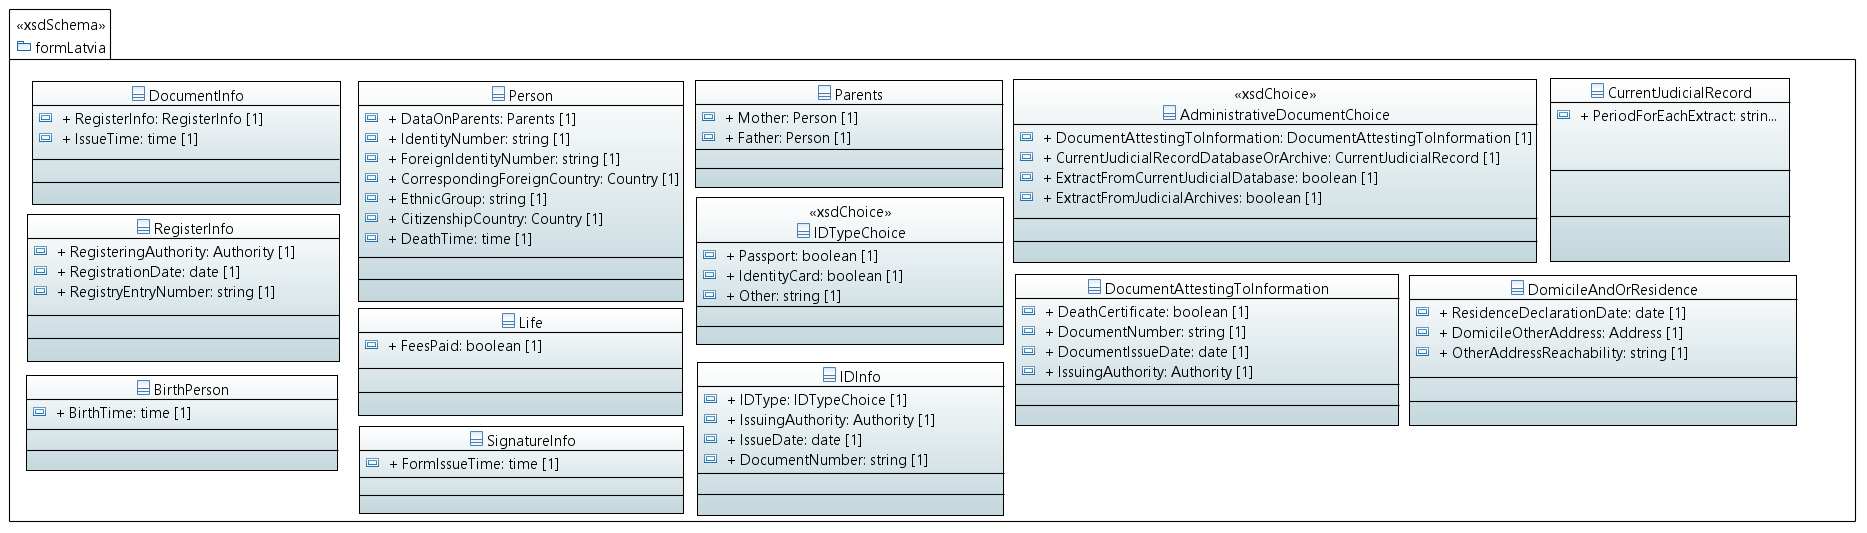 «xsdSchema»
formLatvia
DocumentInfo
+ RegisterInfo: RegisterInfo [1]
+ IssueTime: time [1]
RegisterInfo
+ RegisteringAuthority: Authority [1]
+ RegistrationDate: date [1]
+ RegistryEntryNumber: string [1]
BirthPerson
+ BirthTime: time [1]
Person
+ DataOnParents: Parents [1]
+ IdentityNumber: string [1]
+ ForeignIdentityNumber: string [1]
+ CorrespondingForeignCountry: Country [1]
+ EthnicGroup: string [1]
+ CitizenshipCountry: Country [1]
+ DeathTime: time [1]
Life
+ FeesPaid: boolean [1]
SignatureInfo
+ FormIssueTime: time [1]
Parents
+ Mother: Person [1]
+ Father: Person [1]
«xsdChoice»
IDTypeChoice
+ Passport: boolean [1]
+ IdentityCard: boolean [1]
+ Other: string [1]
IDInfo
+ IDType: IDTypeChoice [1]
+ IssuingAuthority: Authority [1]
+ IssueDate: date [1]
+ DocumentNumber: string [1]
«xsdChoice»
AdministrativeDocumentChoice
+ DocumentAttestingToInformation: DocumentAttestingToInformation [1]
+ CurrentJudicialRecordDatabaseOrArchive: CurrentJudicialRecord [1]
+ ExtractFromCurrentJudicialDatabase: boolean [1]
+ ExtractFromJudicialArchives: boolean [1]
CurrentJudicialRecord
+ PeriodForEachExtract: strin...
DocumentAttestingToInformation
+ DeathCertificate: boolean [1]
+ DocumentNumber: string [1]
+ DocumentIssueDate: date [1]
+ IssuingAuthority: Authority [1]
DomicileAndOrResidence
+ ResidenceDeclarationDate: date [1]
+ DomicileOtherAddress: Address [1]
+ OtherAddressReachability: string [1]